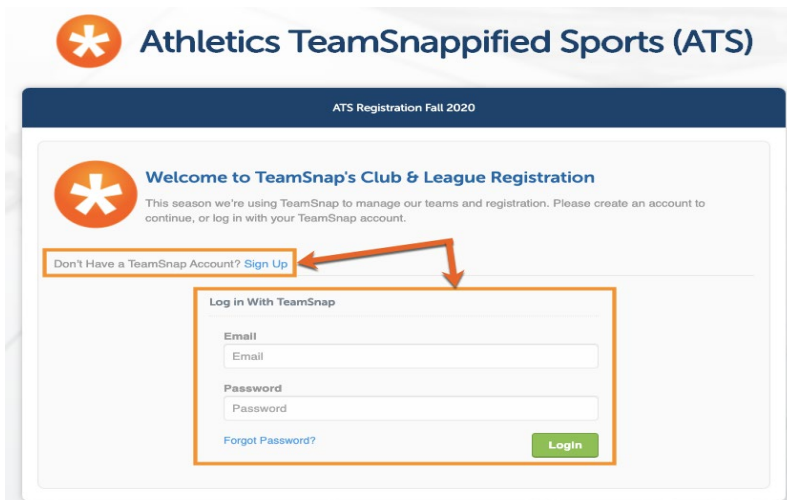 Athletics TeamSnappified Sports (ATS)
ATS Registration Fall 2020
Welcome to TeamSnap's Club & League Registration
This season we're using TeamSnap to manage our teams and registration. Please create an account to
continue, or log in with your TeamSnap account.
Don't Have a TeamSnap Account? Sign Up
Log in With TeamSnap
Email
Email
Password
Password
Forgot Password?
Login